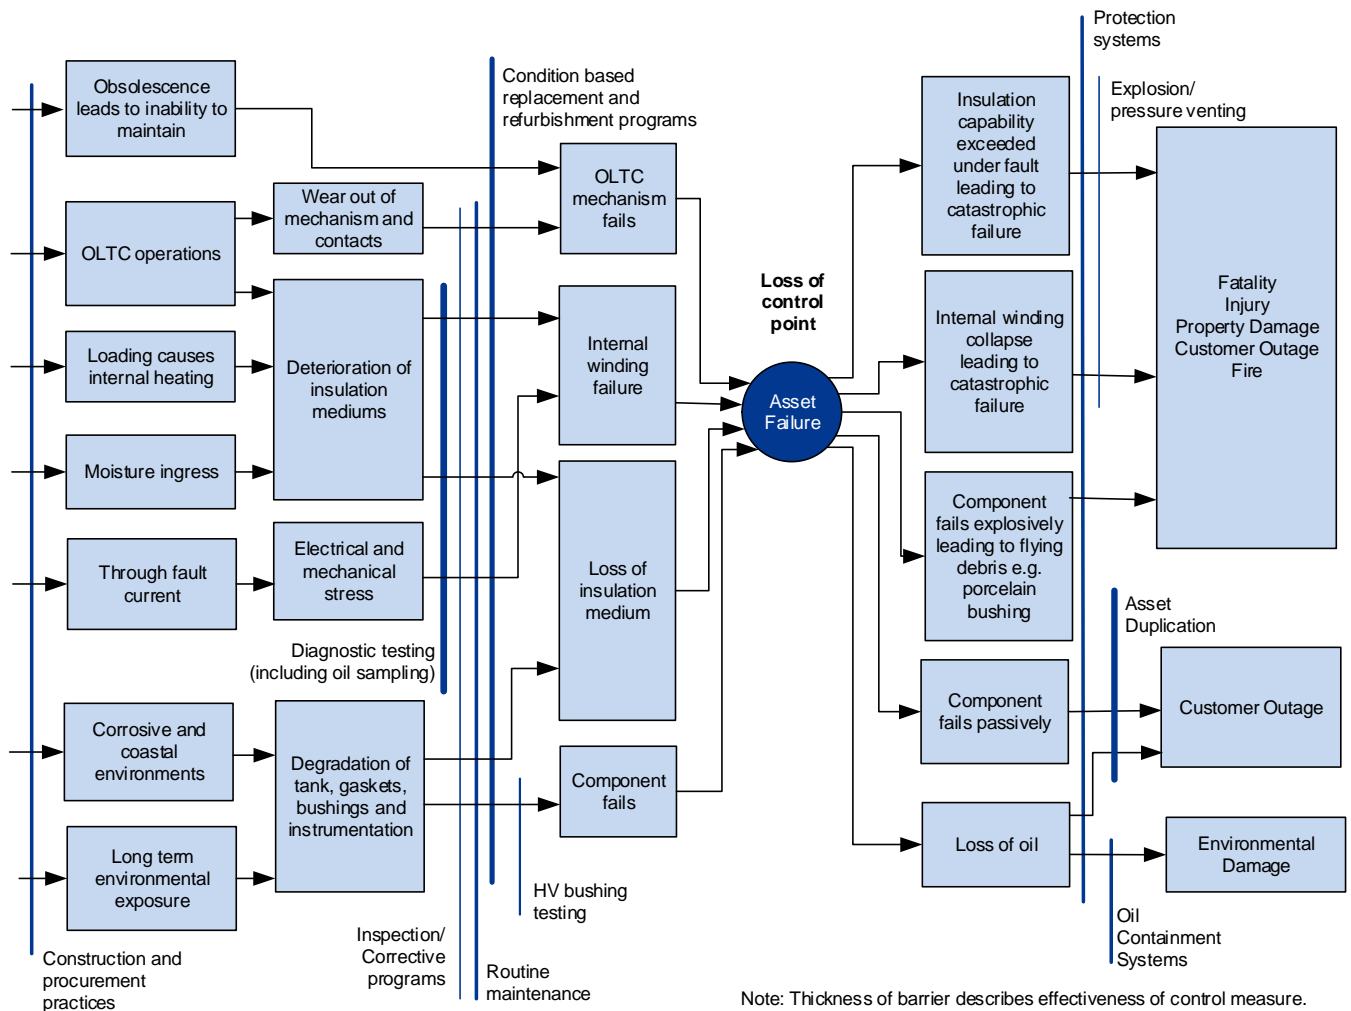 Protection
systems
Explosion/
pressure venting
Condition based
replacement and
refurbishment programs
Obsolescence
leads to inability to
maintain
OLTC operations
Loading causes
internal heating
Moisture ingress
Through fault
current
Corrosive and
coastal
environments
Long term
environmental
exposure
Construction and
procurement
practices
Wear out of
mechanism and
contacts
Deterioration of
insulation
mediums
Electrical and
mechanical
stress
Diagnostic testing
(including oil sampling)
Degradation of
tank, gaskets,
bushings and
instrumentation
Inspection/
Corrective
programs
Routine
maintenance
HV bushing
testing
OLTC
mechanism
fails
Internal
winding
failure
Loss of
insulation
medium
Component
fails
Loss of
control
point
Asset
Failure
Insulation
capability
exceeded
under fault
leading to
catastrophic
failure
Internal winding
collapse
leading to
catastrophic
failure
Component
fails explosively
leading to flying
debris e.g.
porcelain
bushing
Component
fails passively
Loss of oil
Fatality
Injury
Property Damage
Customer Outage
Fire
Asset
Duplication
Customer Outage
Environmental
Damage
Oil
Containment
Systems
Note: Thickness of barrier describes effectiveness of control measure.